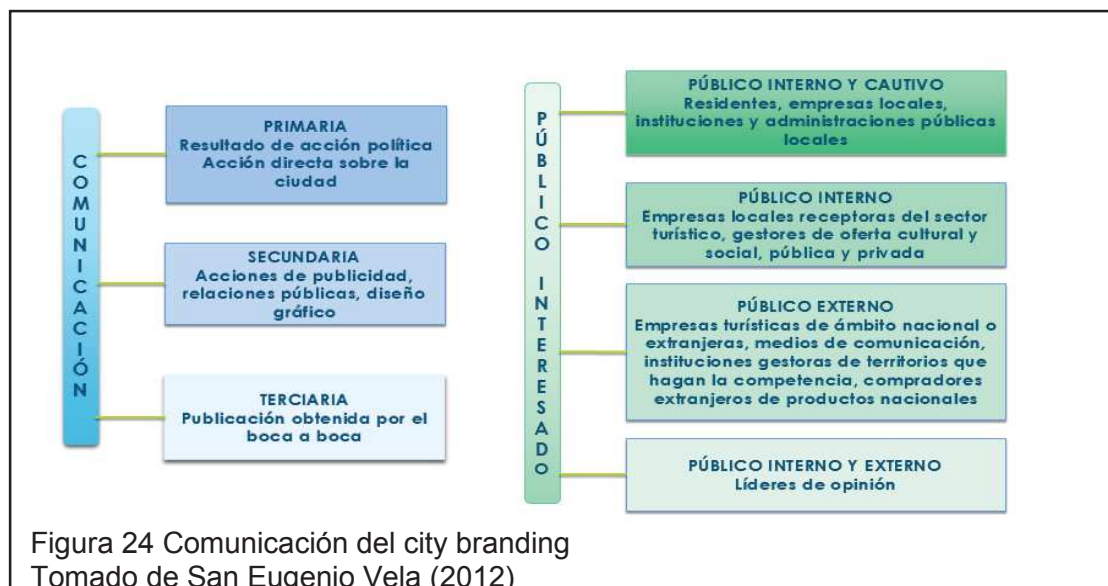 COMUNICACIÓN
PRIMARIA
Resultado de acción política
Acción directa sobre la
ciudad
SECUNDARIA
Acciones de publicidad,
relaciones públicas, diseño
gráfico
TERCIARIA
Publicación obtenida por el
boca a boca
PÚBLICO INTERESADO
PÚBLICO INTERNO Y CAUTIVO
Residentes, empresas locales,
instituciones y administraciones públicas
locales
PÚBLICO INTERNO
Empresas locales receptoras del sector
turístico, gestores de oferta cultural y
social, pública y privada
PÚBLICO EXTERNO
Empresas turísticas de ámbito nacional o
extranjeras, medios de comunicación,
instituciones gestoras de territorios que
hagan la competencia, compradores
extranjeros de productos nacionales
PÚBLICO INTERNO Y EXTERNO
Líderes de opinión
Figura 24 Comunicación del city branding
Tomado de San Eugenio Vela (2012)